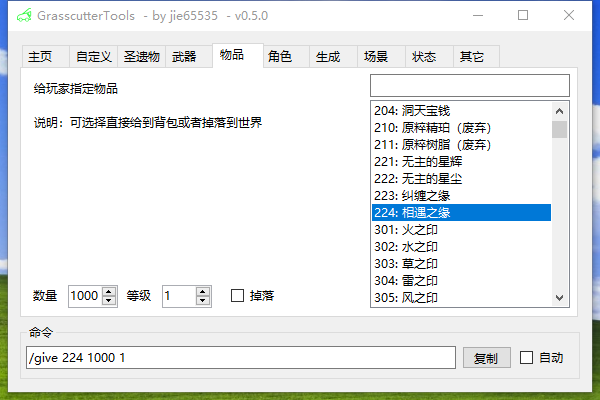 GrasscutterTools - by jie65535 - v0.5.0
主页 自定义 圣遗物 武器 物品 角色 生成 场景 状态 其它
给玩家指定物品
说明：可选择直接给到背包或者掉落到世界
204: 洞天宝钱
210: 原粹精珀（废弃）
211: 原粹树脂（废弃）
221: 无主的星辉
222: 无主的星尘
223: 纠缠之缘
224: 相遇之缘
301: 火之印
302: 水之印
303: 草之印
304: 雷之印
305: 风之印
数量 1000 等级 1 掉落
命令
/give 224 1000 1 复制 自动